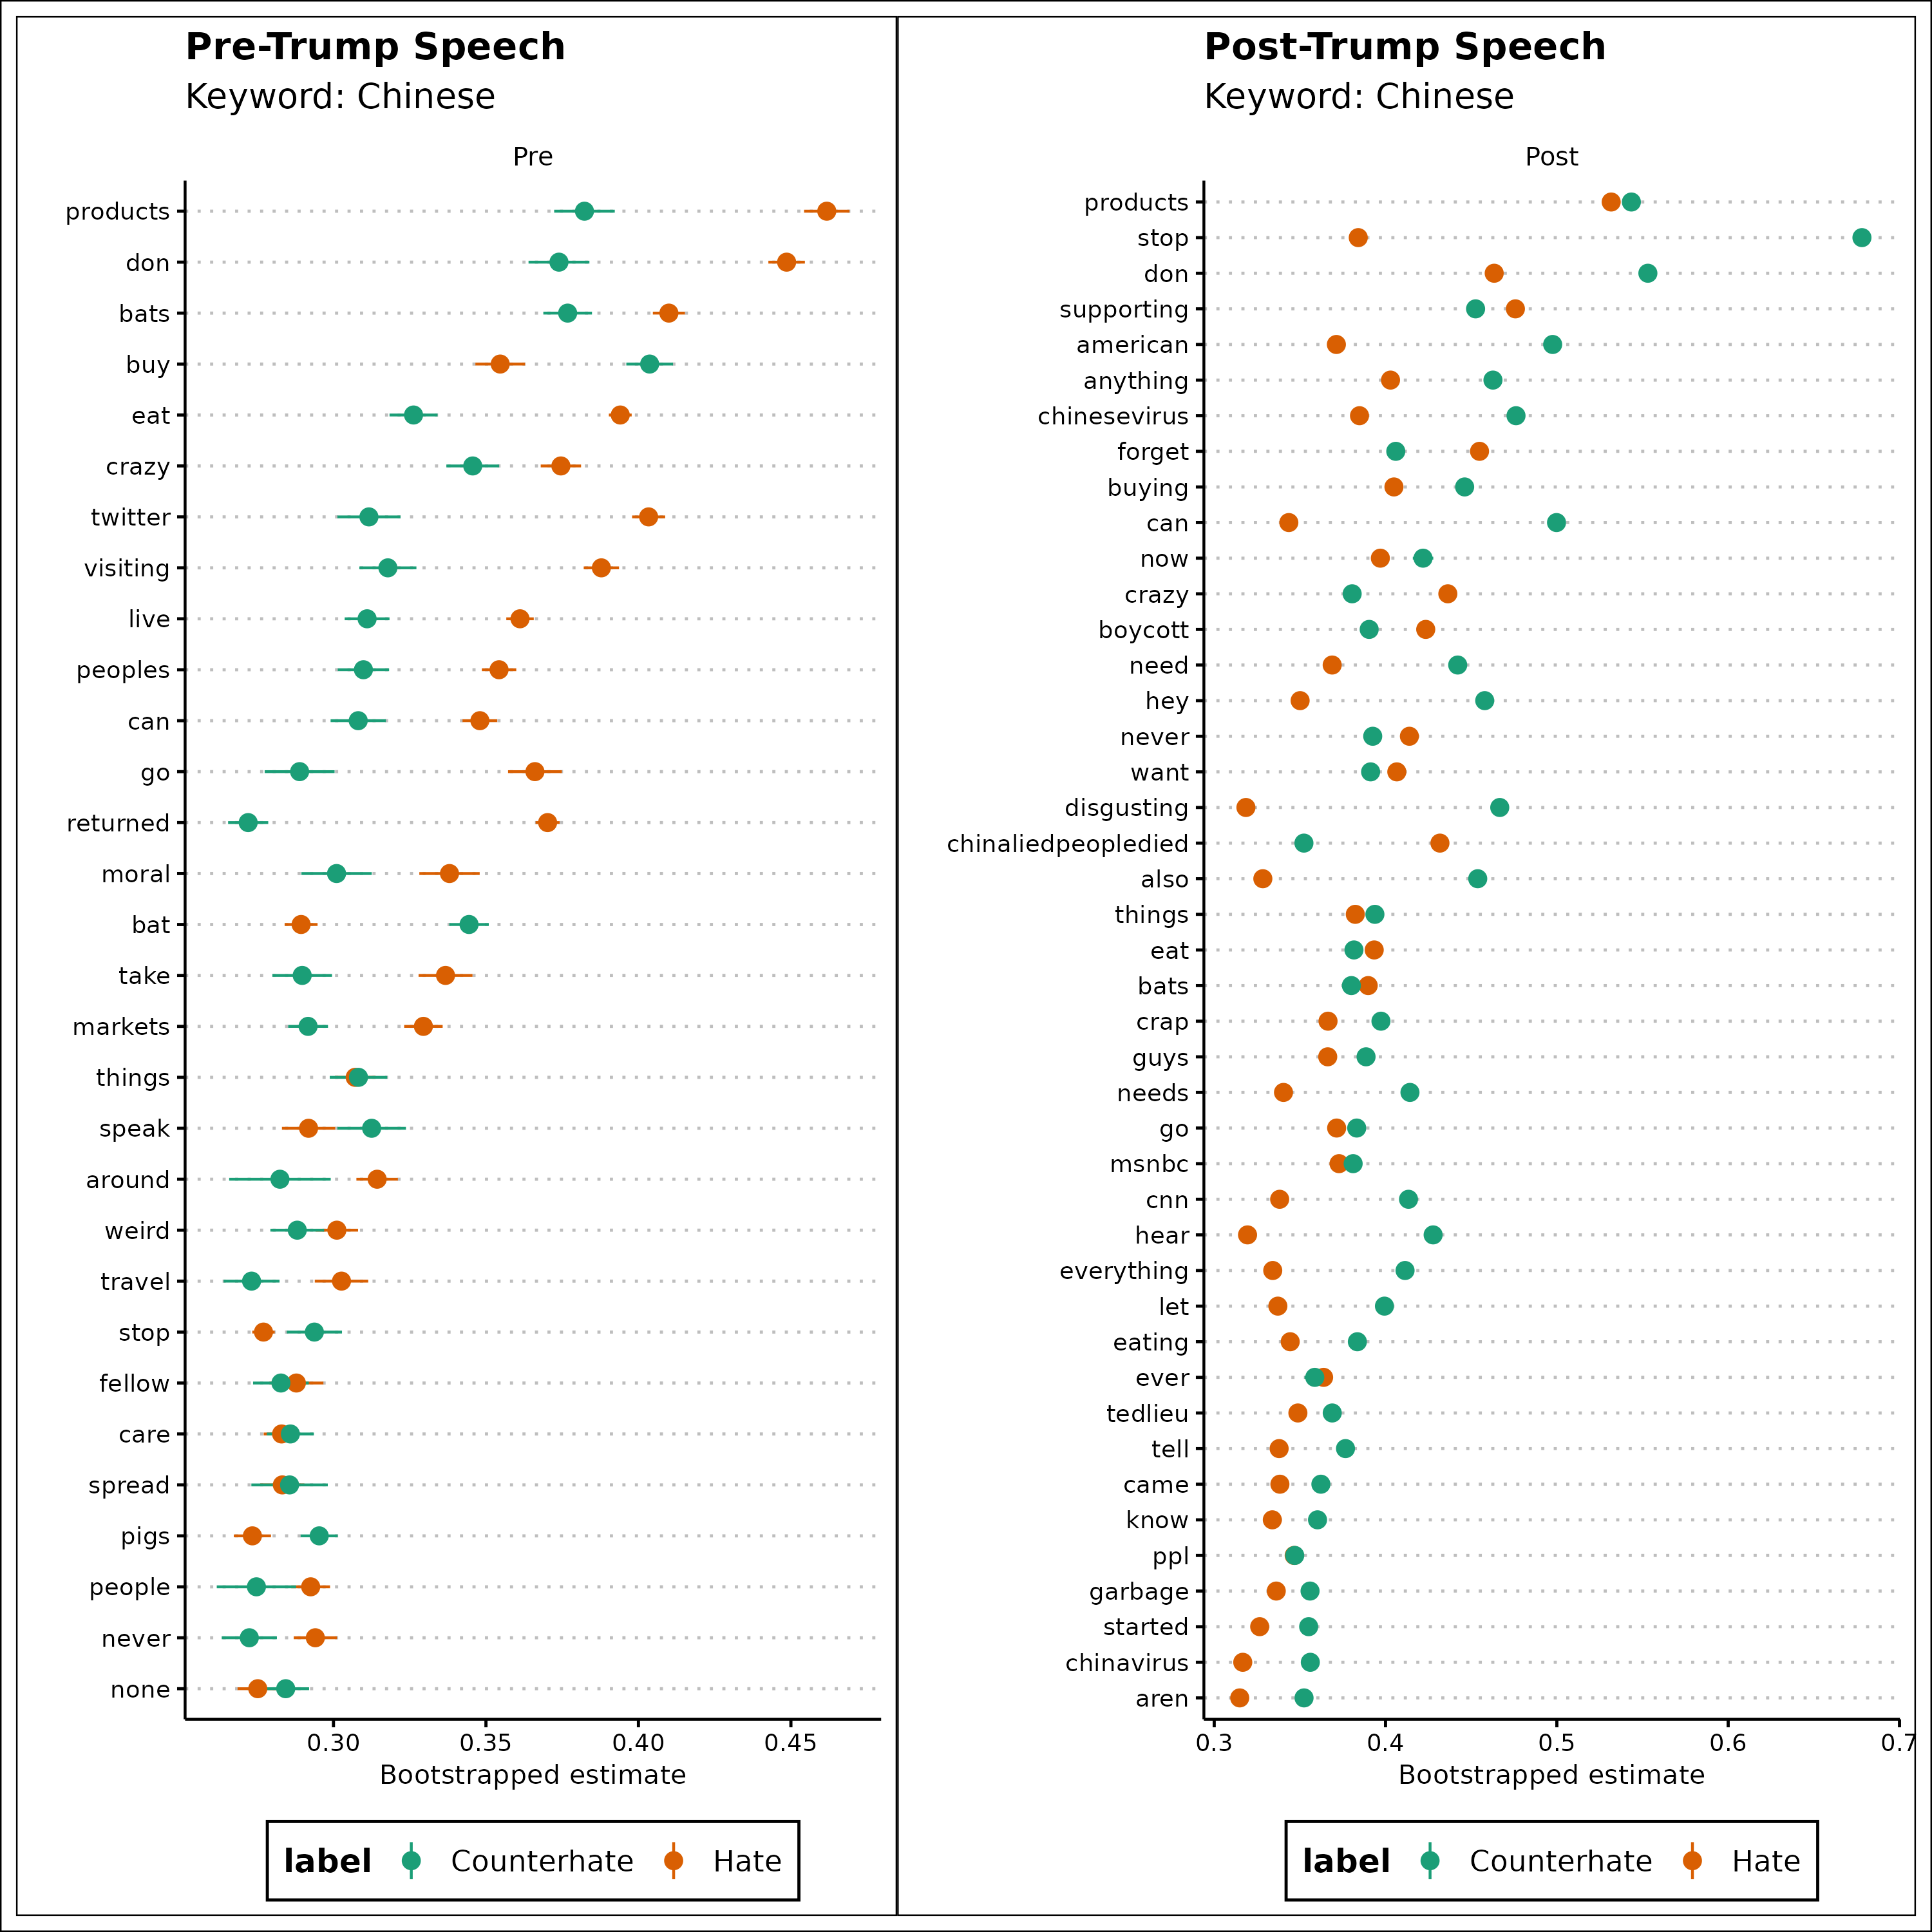 Pre-Trump Speech
Keyword: Chinese
Pre
products
don
bats
buy
eat
crazy
twitter
visiting
live
peoples
can
go
returned
moral
bat
take
markets
things
speak
around
weird
travel
stop
fellow
care
spread
pigs
people
never
none
0.30 0.35 0.40 0.45
Bootstrapped estimate
label Counterhate Hate
Post-Trump Speech
Keyword: Chinese
Post
products
stop
don
supporting
american
anything
chinesevirus
forget
buying
can
now
crazy
boycott
need
hey
never
want
disgusting
chinaliedpeopledied
also
things
eat
bats
crap
guys
needs
go
msnbc
cnn
hear
everything
let
eating
ever
tedlieu
tell
came
know
ppl
garbage
started
chinavirus
aren
0.3 0.4 0.5 0.6 0.7
Bootstrapped estimate
label Counterhate Hate